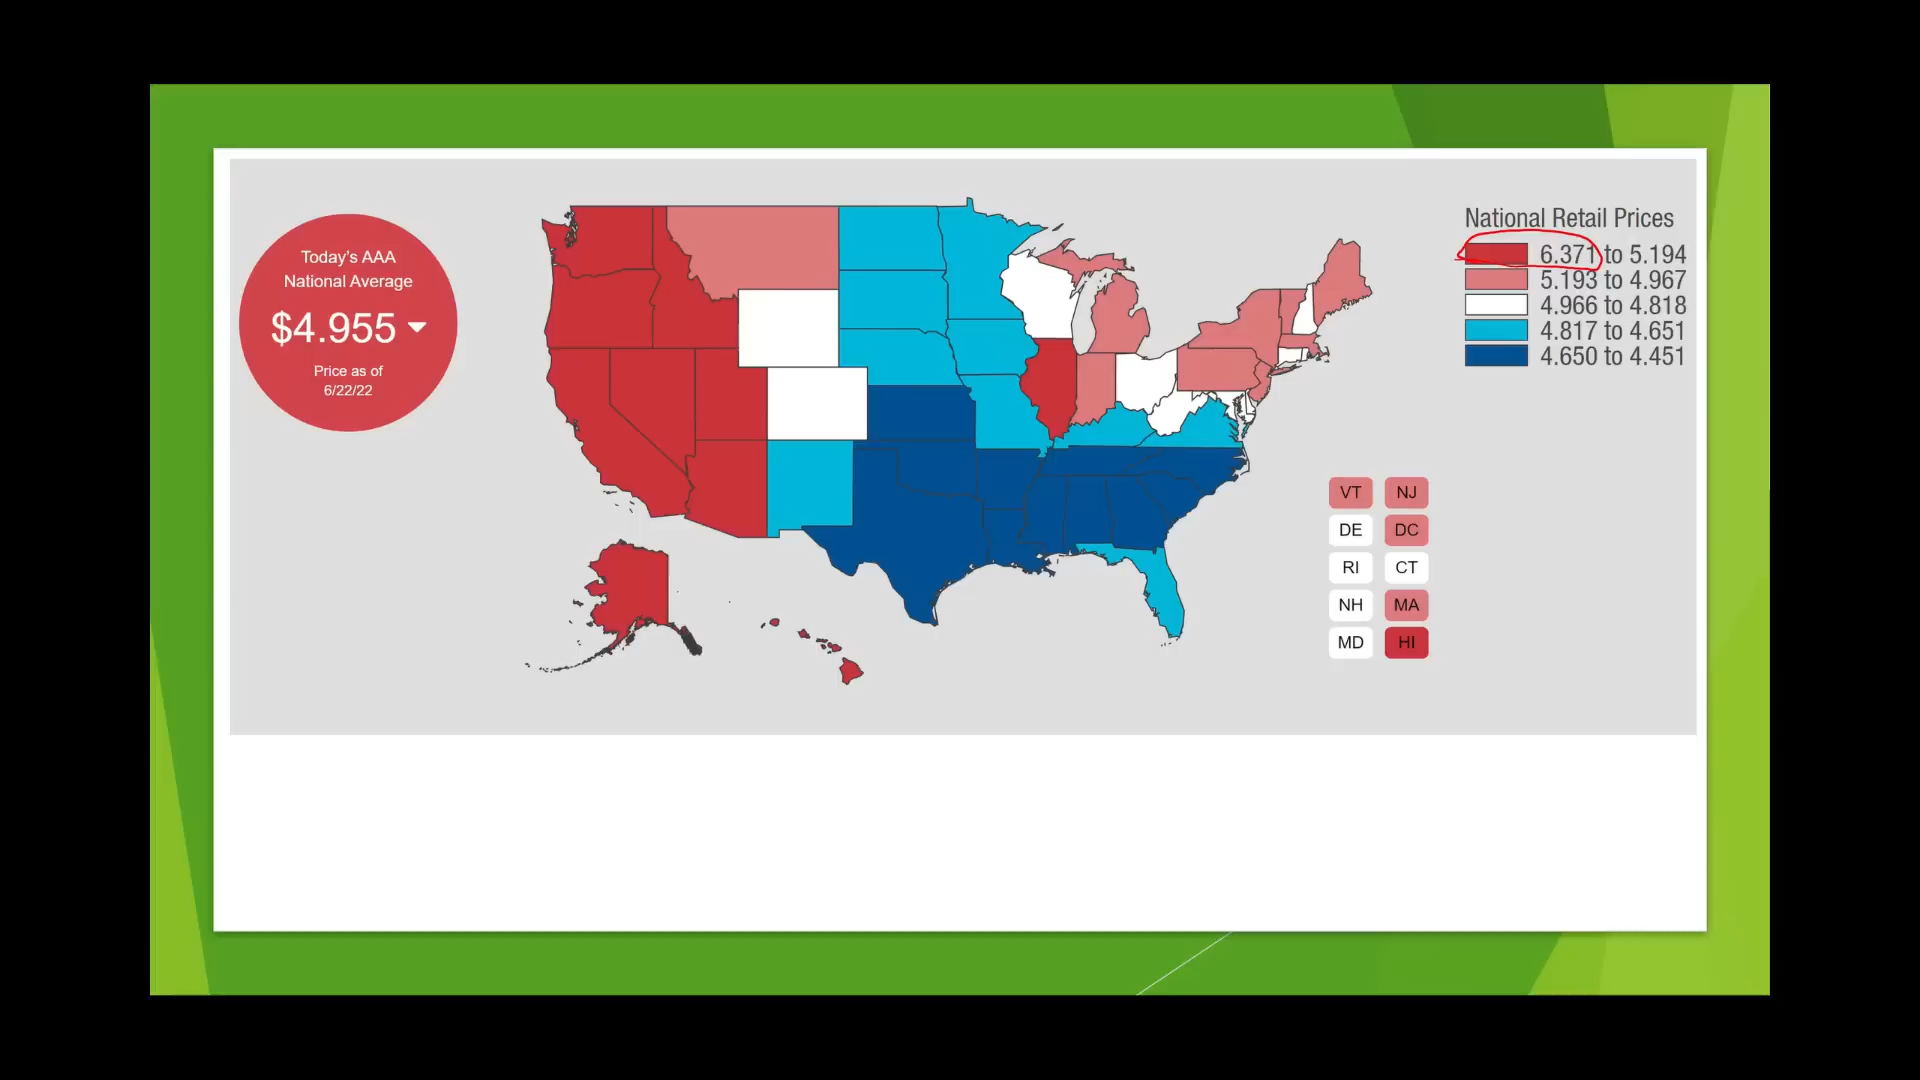 Today's AAA
National Average
$4.955
Price as of
6/22/22
National Retail Prices
6.371 to 5.194
5.193 to 4.967
4.966 to 4.818
4.817 to 4.651
4.650 to 4.451
VT NJ
DE DC
RI CT
NH MA
MD HI